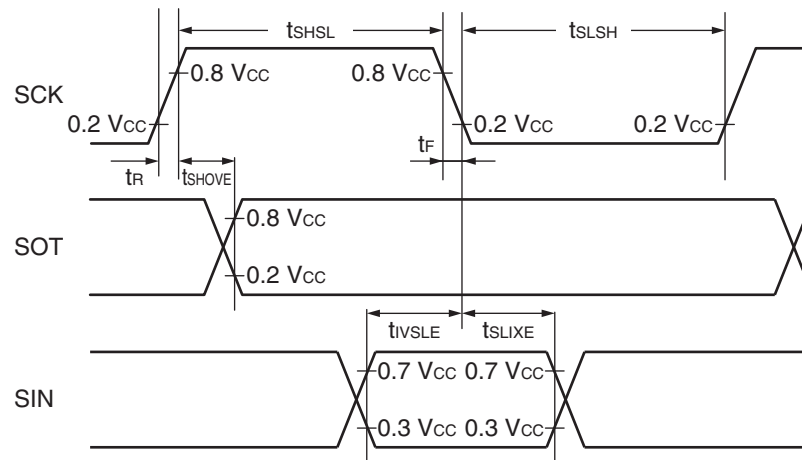 tSHSL tSLSH
SCK 0.8 VCC 0.8 VCC
0.2 VCC 0.2 VCC 0.2 VCC
tR tSHOVE tF
SOT 0.8 VCC
0.2 VCC
tIVSLE tSLIXE
SIN 0.7 VCC 0.7 VCC
0.3 VCC 0.3 VCC